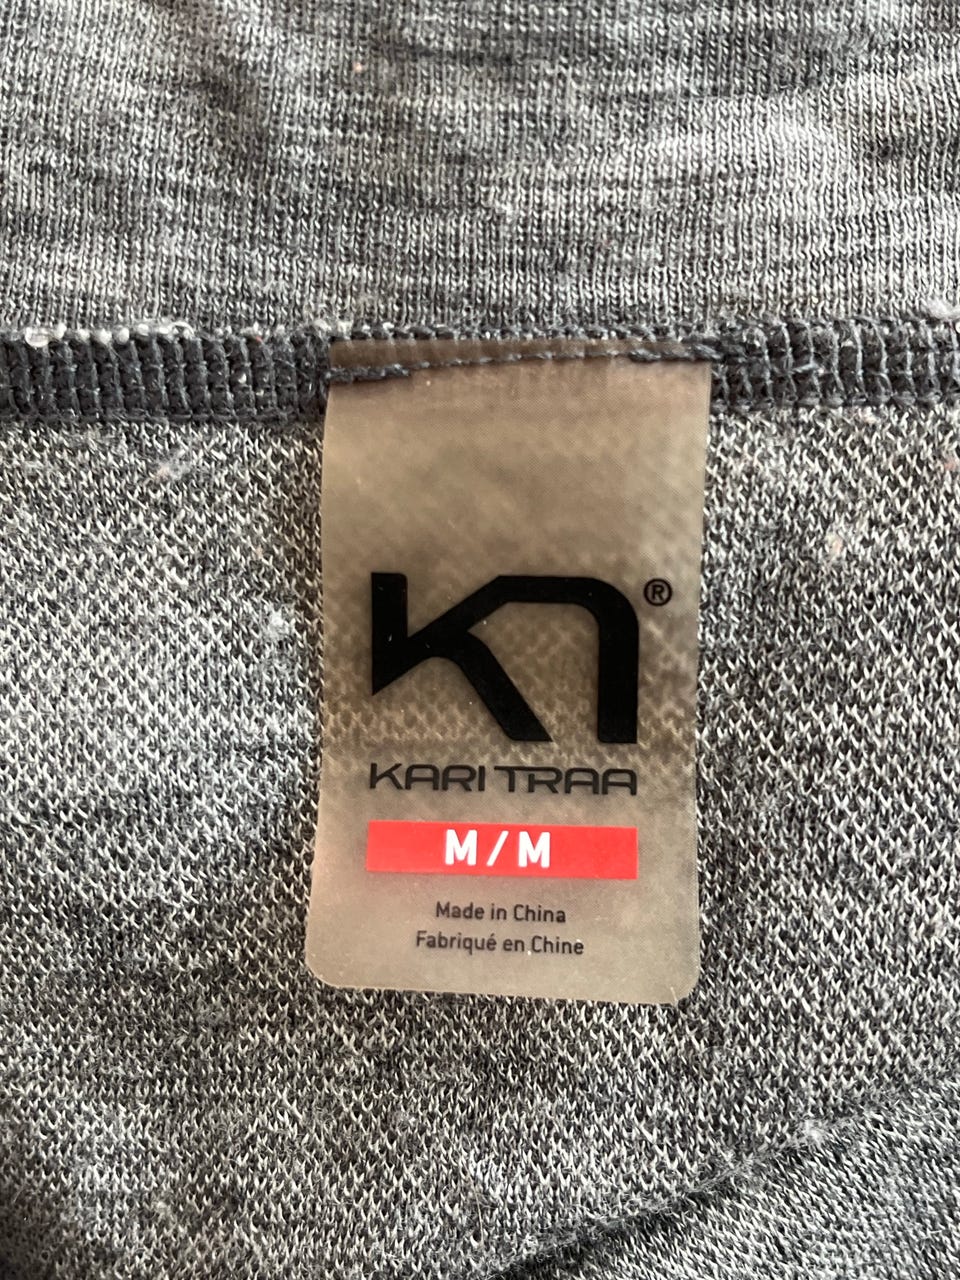 ®
KARI TRAA
M/M
Made in China
Fabriqué en Chine